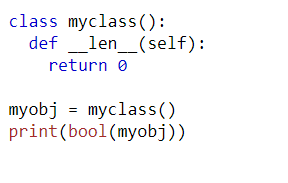 class myclass():
  def __len__(self):
    return 0

myobj = myclass()
print(bool(myobj))